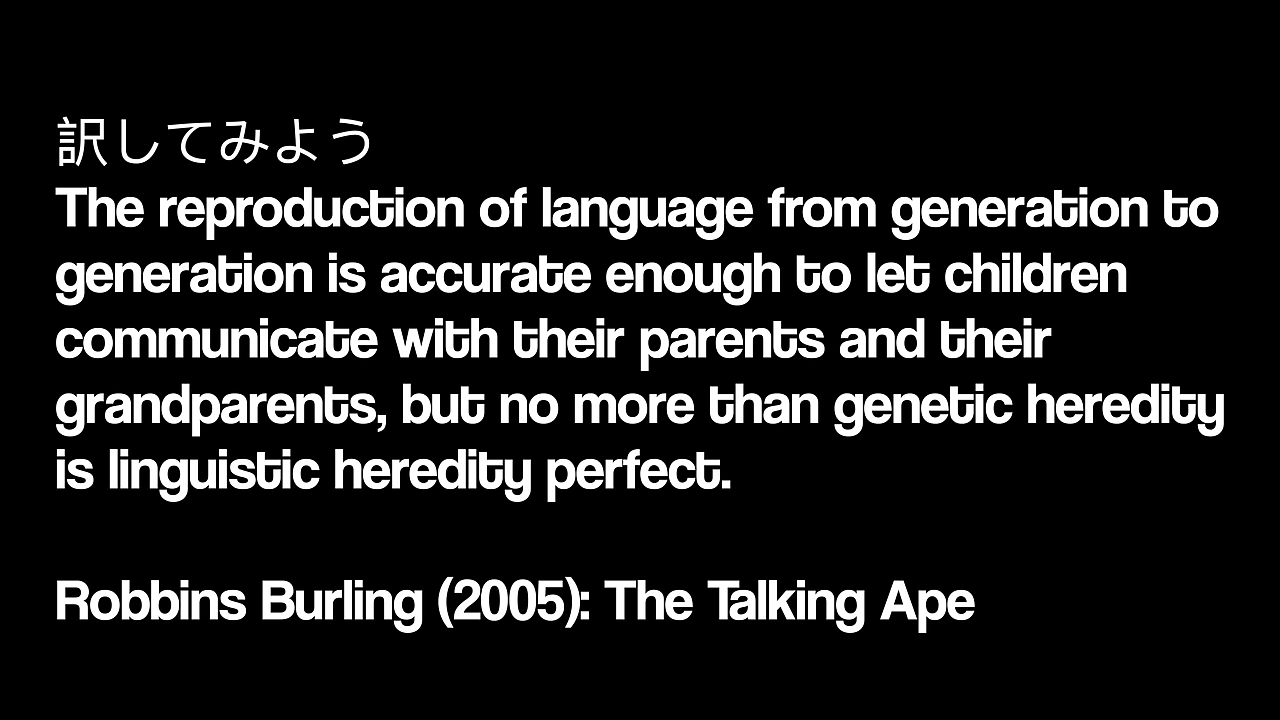 訳してみよう
The reproduction of language from generation to
generation is accurate enough to let children
communicate with their parents and their
grandparents, but no more than genetic heredity
is linguistic heredity perfect.
Robbins Burling (2005): The Talking Ape